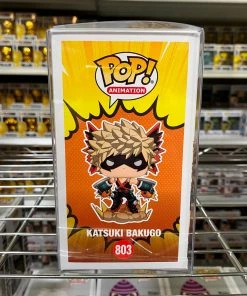 POP!
ANIMATION
KATSUKI BAKUGO
803